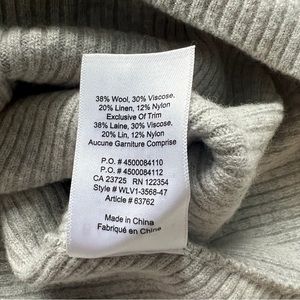 38% Wool, 30% Viscose,
20% Linen, 12% Nylon
Exclusive Of Trim
38% Laine, 30% Viscose,
20% Lin, 12% Nylon
Aucune Garniture Comprise
P.O. # 4500084110
P.O. # 4500084112
CA 23725 RN 122354
Style # WLV1-3568-47
Article # 63762
Made in China
Fabriqué en Chine